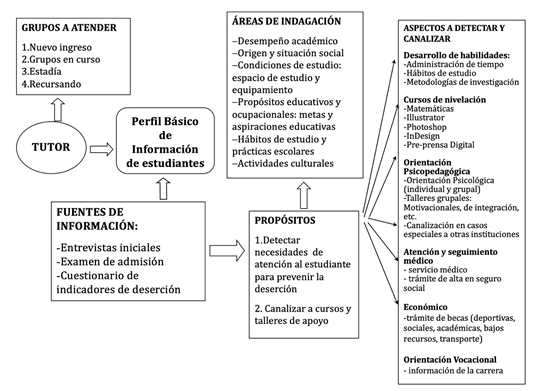 GRUPOS A ATENDER
1.Nuevo ingreso
2.Grupos en curso
3.Estadía
4.Recursando
TUTOR
Perfil Básico
de
Información
de estudiantes
FUENTES DE
INFORMACIÓN:
-Entrevistas iniciales
-Examen de admisión
-Cuestionario de
indicadores de deserción
ÁREAS DE INDAGACIÓN
–Desempeño académico
–Origen y situación social
–Condiciones de estudio:
espacio de estudio y
equipamiento
–Propósitos educativos y
ocupacionales: metas y
aspiraciones educativas
–Hábitos de estudio y
prácticas escolares
–Actividades culturales
PROPÓSITOS
1.Detectar
necesidades de
atención al estudiante
para prevenir la
deserción
2. Canalizar a cursos y
talleres de apoyo
ASPECTOS A DETECTAR Y
CANALIZAR
Desarrollo de habilidades:
-Administración de tiempo
-Hábitos de estudio
-Metodologías de investigación
Cursos de nivelación
-Matemáticas
-Illustrator
-Photoshop
-InDesign
-Pre-prensa Digital
Orientación
Psicopedagógica
-Orientación Psicológica
(individual y grupal)
-Talleres grupales:
Motivacionales, de integración,
etc.
-Canalización en casos
especiales a otras instituciones
Atención y seguimiento
médico
- servicio médico
- trámite de alta en seguro
social
Económico
-trámite de becas (deportivas,
sociales, académicas, bajos
recursos, transporte)
Orientación Vocacional
- información de la carrera